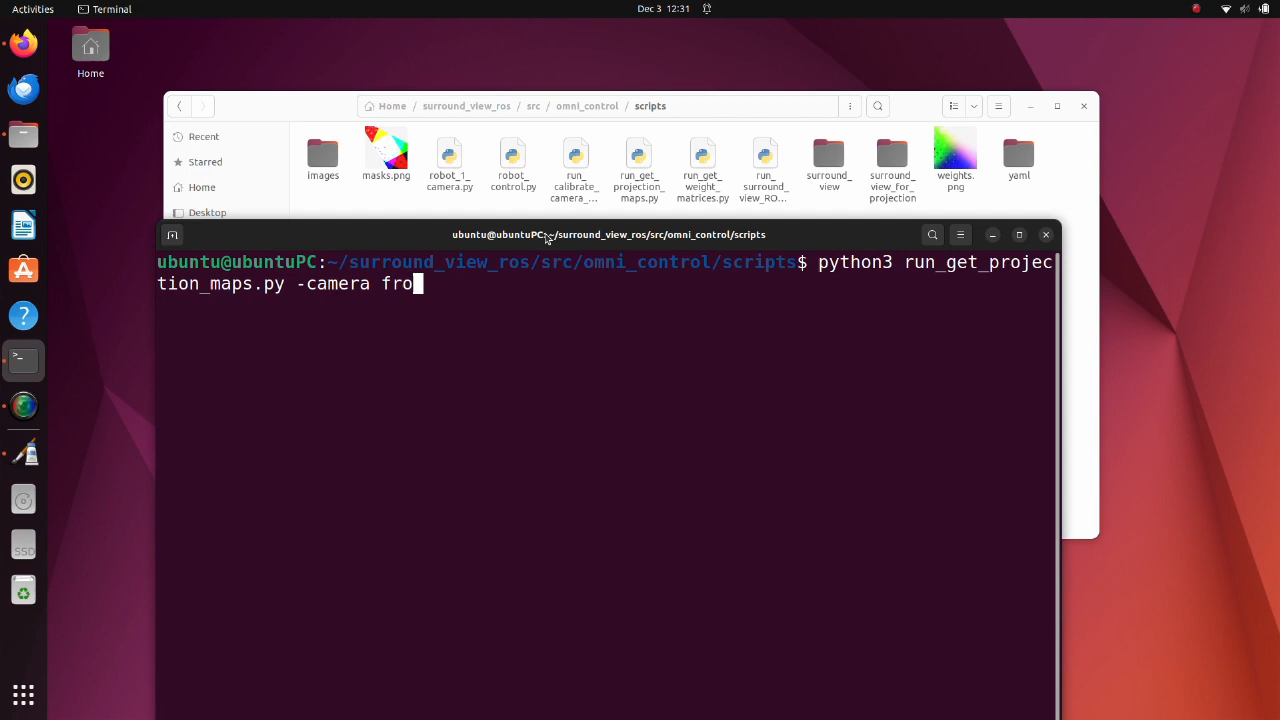 Activities
Terminal
Dec 3 12:31
Home
Home / surround_view_ros / src / omni_control / scripts
Recent
Starred
Home
Desktop
images
masks.png
robot_1_
camera.py
robot_
control.py
run_
calibrate_
camera_...
run_get_
projection_
maps.py
run_get_
weight_
matrices.py
run_
surround_
view_RO...
surround_
view
surround_
view_for_
projection
weights.
png
yaml
ubuntu@ubuntuPC:~/surround_view_ros/src/omni_control/scripts
ubuntu@ubuntuPC:~/surround_view_ros/src/omni_control/scripts$ python3 run_get_projec
tion_maps.py -camera fro
SSD